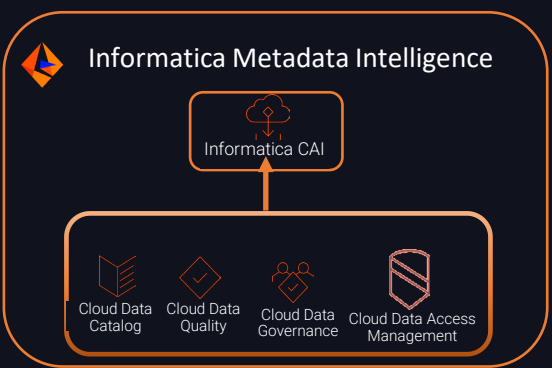 Informatica Metadata Intelligence
Informatica CAI
Cloud Data
Catalog
Cloud Data
Quality
Cloud Data
Governance
Cloud Data Access
Management